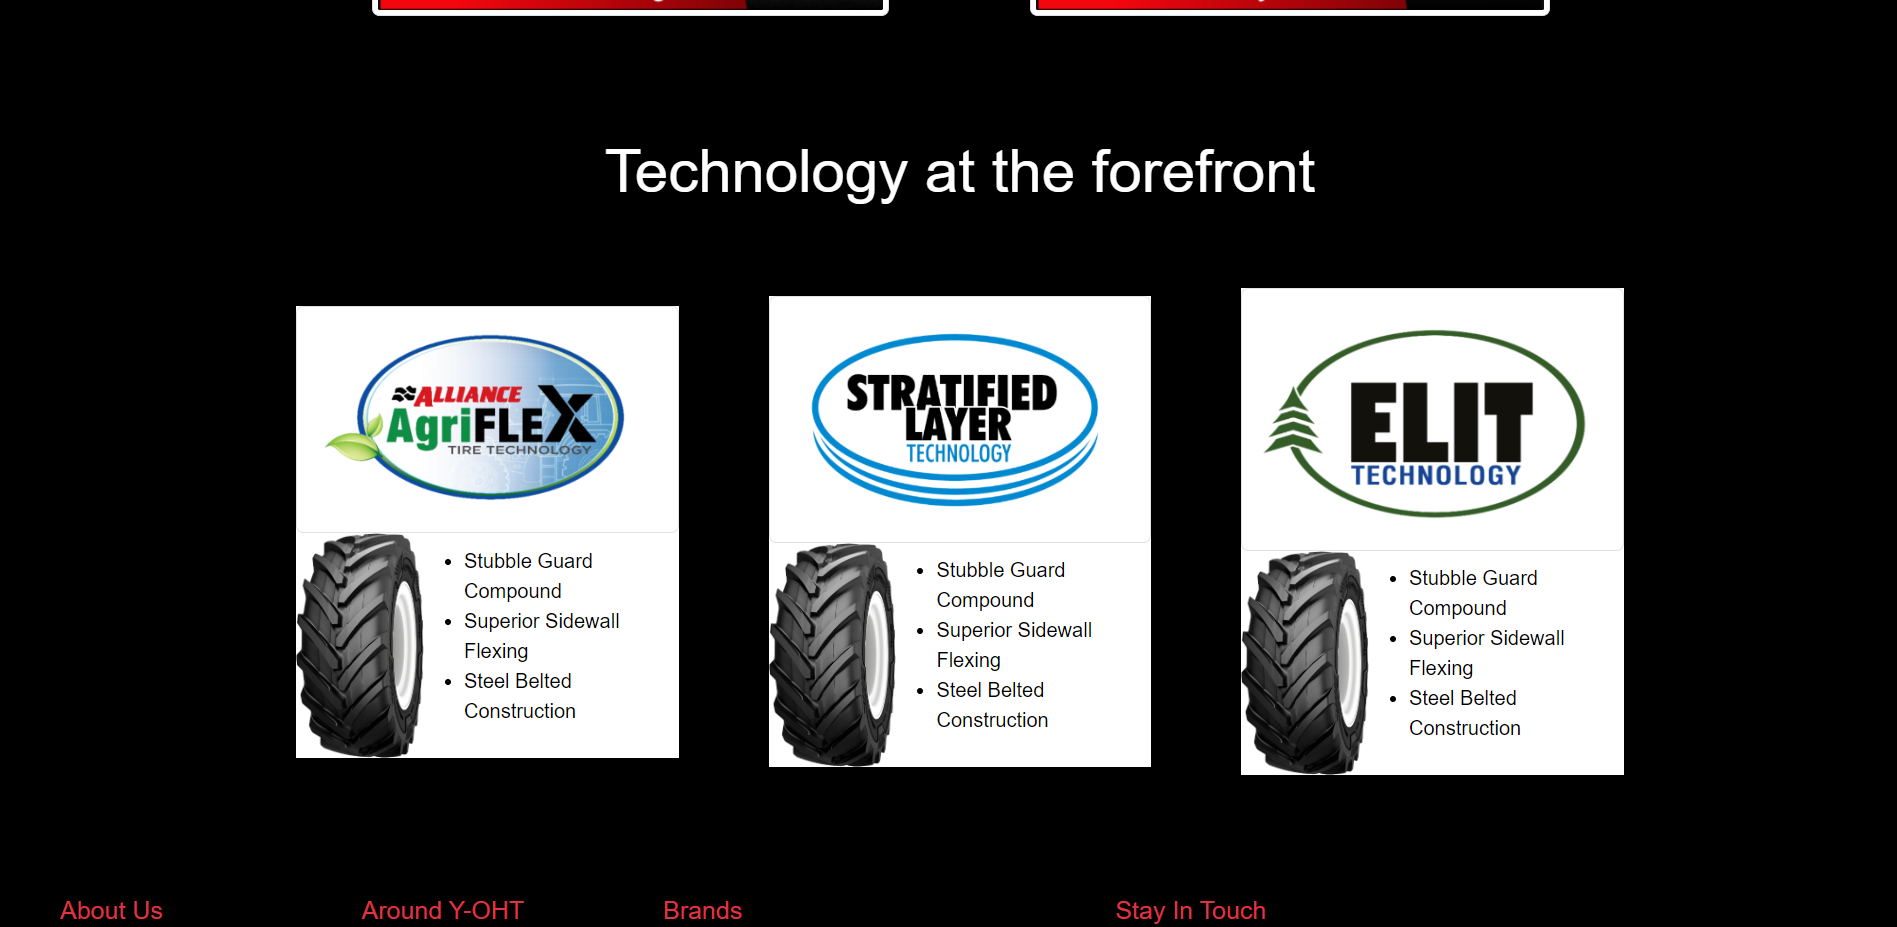 Technology at the forefront
ALLIANCE
AgriFLEX
TIRE TECHNOLOGY
Stubble Guard
Compound
Superior Sidewall
Flexing
Steel Belted
Construction
STRATIFIED
LAYER
TECHNOLOGY
Stubble Guard
Compound
Superior Sidewall
Flexing
Steel Belted
Construction
ELIT
TECHNOLOGY
Stubble Guard
Compound
Superior Sidewall
Flexing
Steel Belted
Construction
About Us
Around Y-OHT
Brands
Stay In Touch